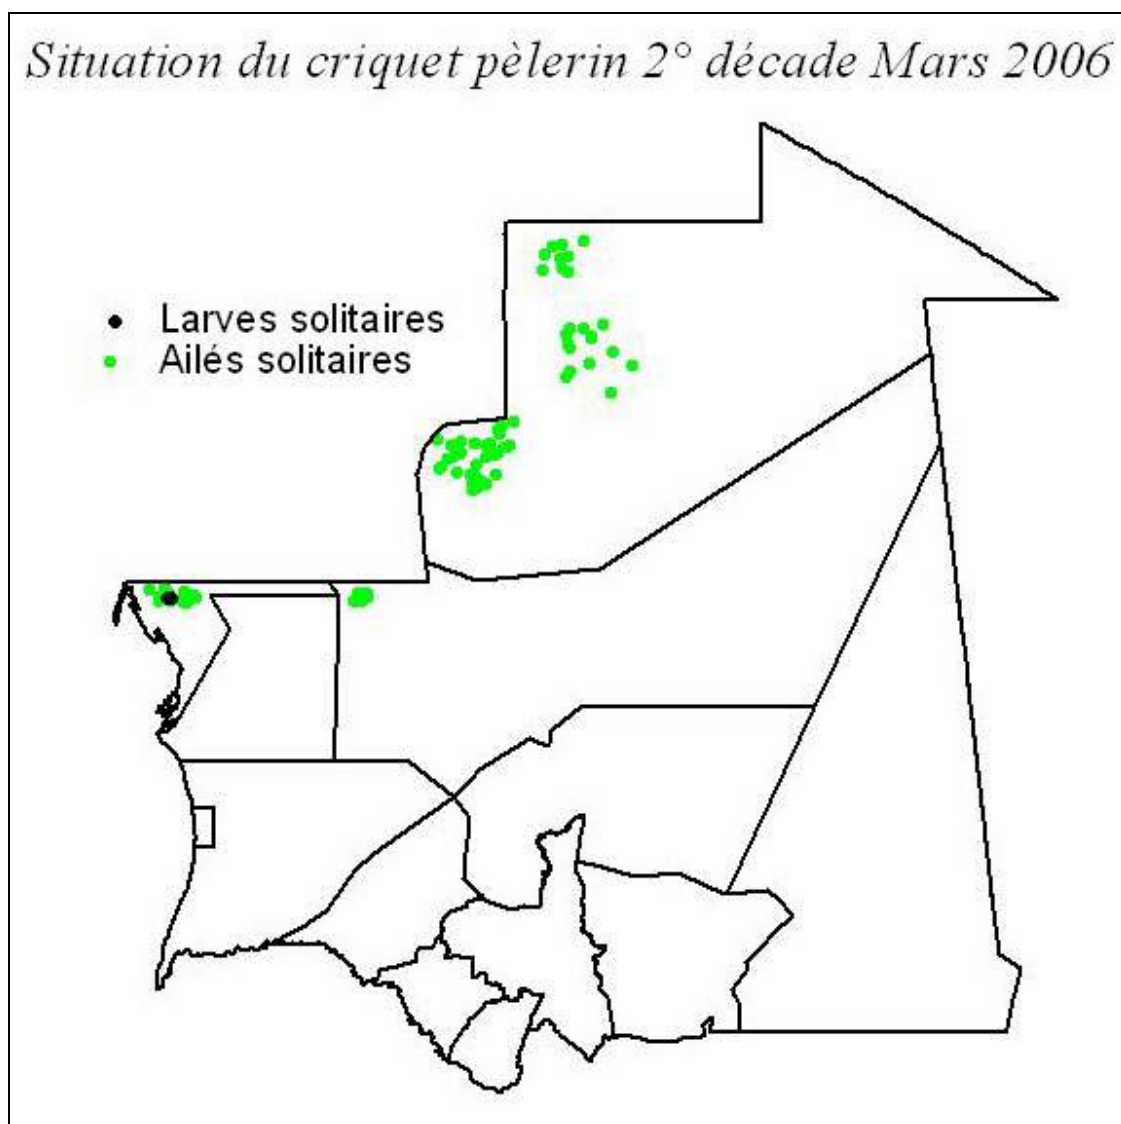 Situation du criquet pèlerin 2° décade Mars 2006
Larves solitaires
Ailés solitaires